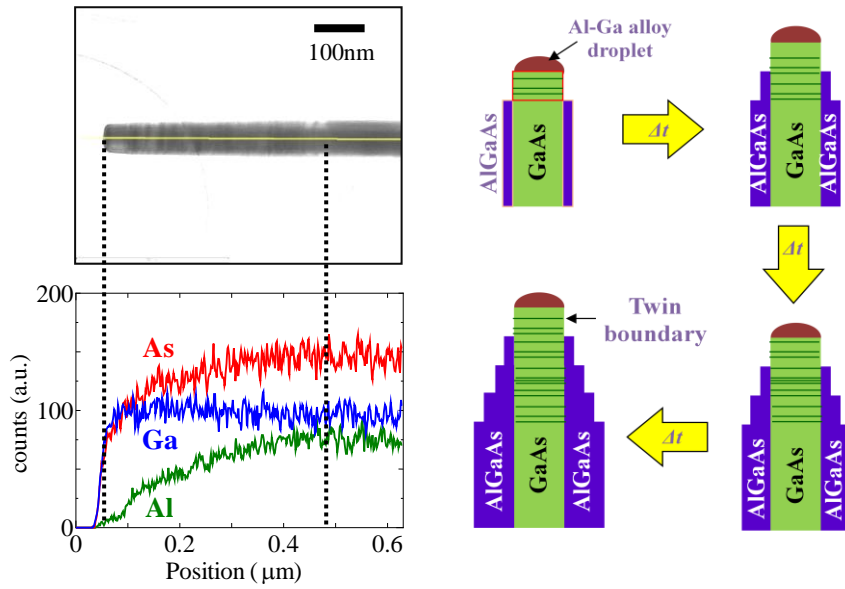 100nm
200
100
0
counts (a.u.)
As
Ga
Al
0
0.2
0.4
0.6
Position (μm)
Al-Ga alloy
droplet
AlGaAs
GaAs
Δt
AlGaAs
GaAs
AlGaAs
Δt
Twin
boundary
AlGaAs
GaAs
AlGaAs
Δt
AlGaAs
GaAs
AlGaAs